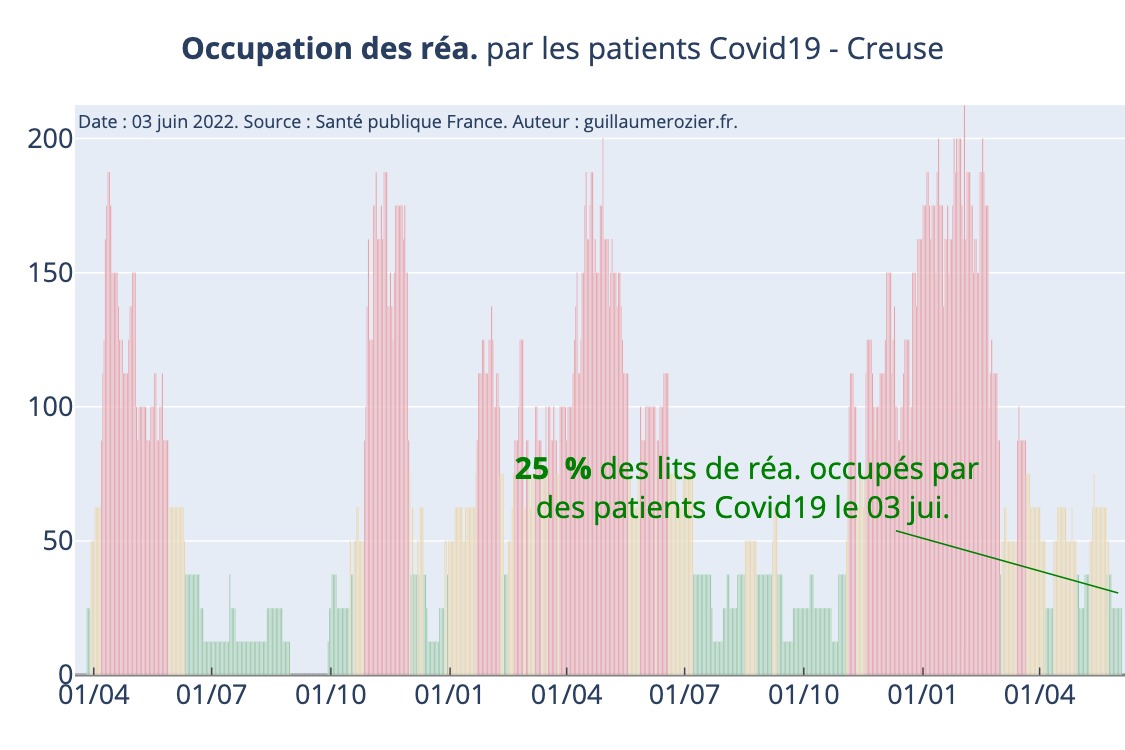 Occupation des réa. par les patients Covid19 - Creuse
Date : 03 juin 2022. Source : Santé publique France. Auteur : guillaumerozier.fr.
200
150
100
50
0
25 % des lits de réa. occupés par
des patients Covid19 le 03 jui.
01/04 01/07 01/10 01/01 01/04 01/07 01/10 01/01 01/04